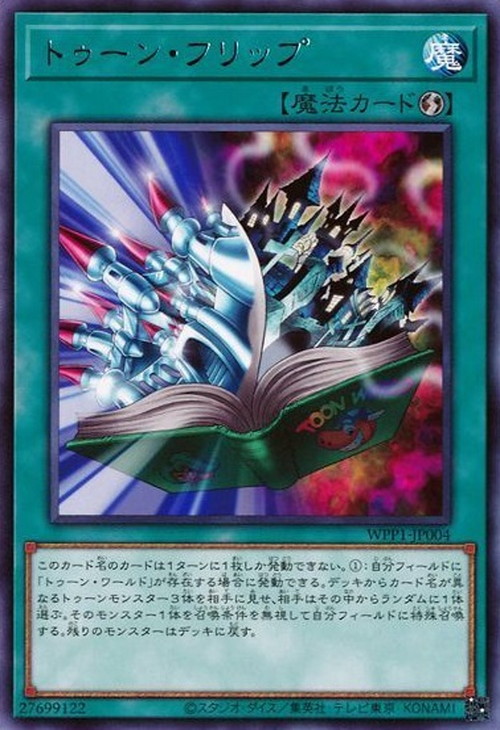 トゥーン・フリップ
魔
【魔法カード】
TOON W
WPP1-JP004
このカード名のカードは1ターンに1枚しか発動できない。①：自分フィールドに
「トゥーン・ワールド」が存在する場合に発動できる。デッキからカード名が異
なるトゥーンモンスター3体を相手に見せ、相手はその中からランダムに1体
選ぶ。そのモンスター1体を召喚条件を無視して自分フィールドに特殊召喚
する。残りのモンスターはデッキに戻す。
27699122
©スタジオ・ダイス／集英社・テレビ東京・KONAMI